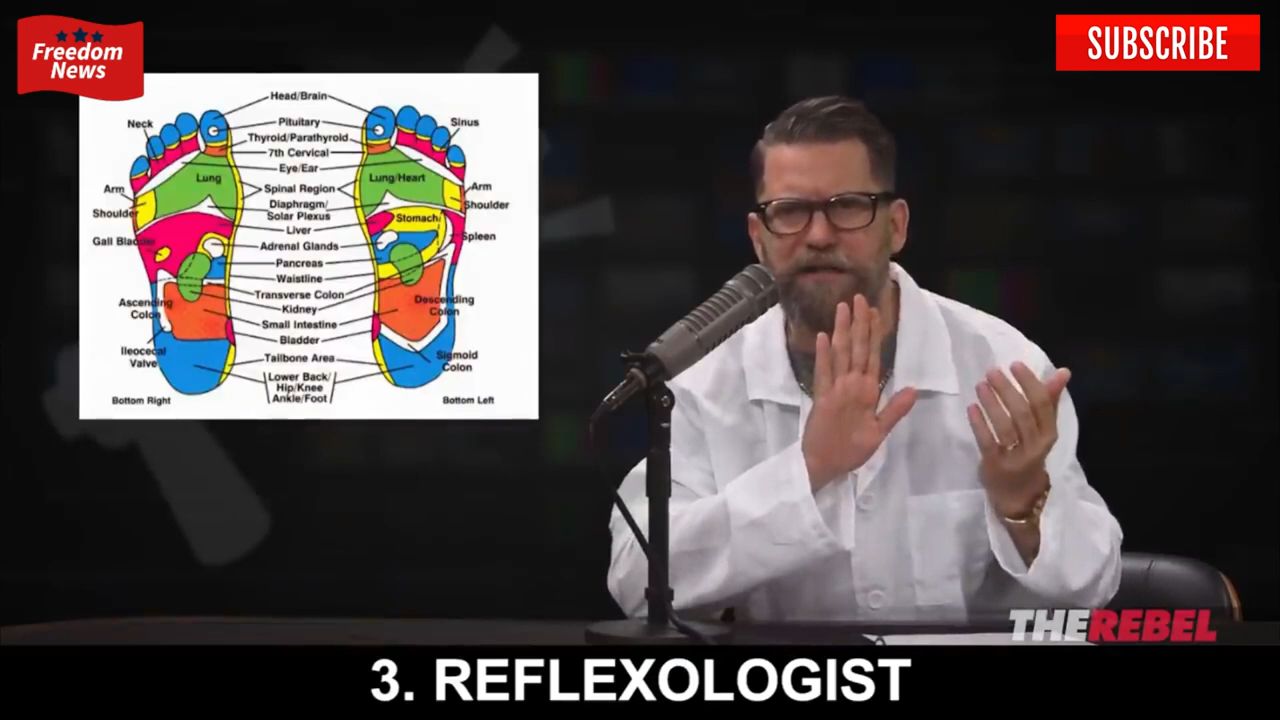 Freedom
News
SUBSCRIBE
Head/Brain
Neck
Pituitary
Sinus
Thyroid/Parathyroid
7th Cervical
Eye/Ear
Lung
Lung/Heart
Arm
Spinal Region
Arm
Shoulder
Diaphragm/
Solar Plexus
Shoulder
Stomach
Liver
Gall Bladder
Adrenal Glands
Spleen
Pancreas
Waistline
Transverse Colon
Ascending
Colon
Kidney
Descending
Colon
Small Intestine
Bladder
Ileocecal
Valve
Tailbone Area
Sigmoid
Colon
Lower Back/
Hip/Knee
Ankle/Foot
Bottom Right
Bottom Left
THE REBEL
3. REFLEXOLOGIST